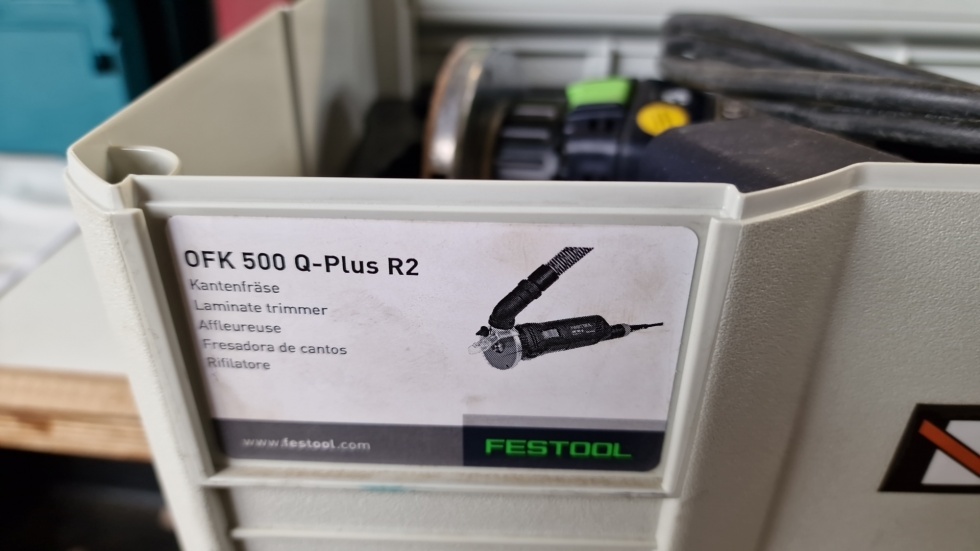 OFK 500 Q-Plus R2
Kantenfräse
Laminate trimmer
Affleureuse
Fresadora de cantos
Rifilatore
www.festool.com
FESTOOL